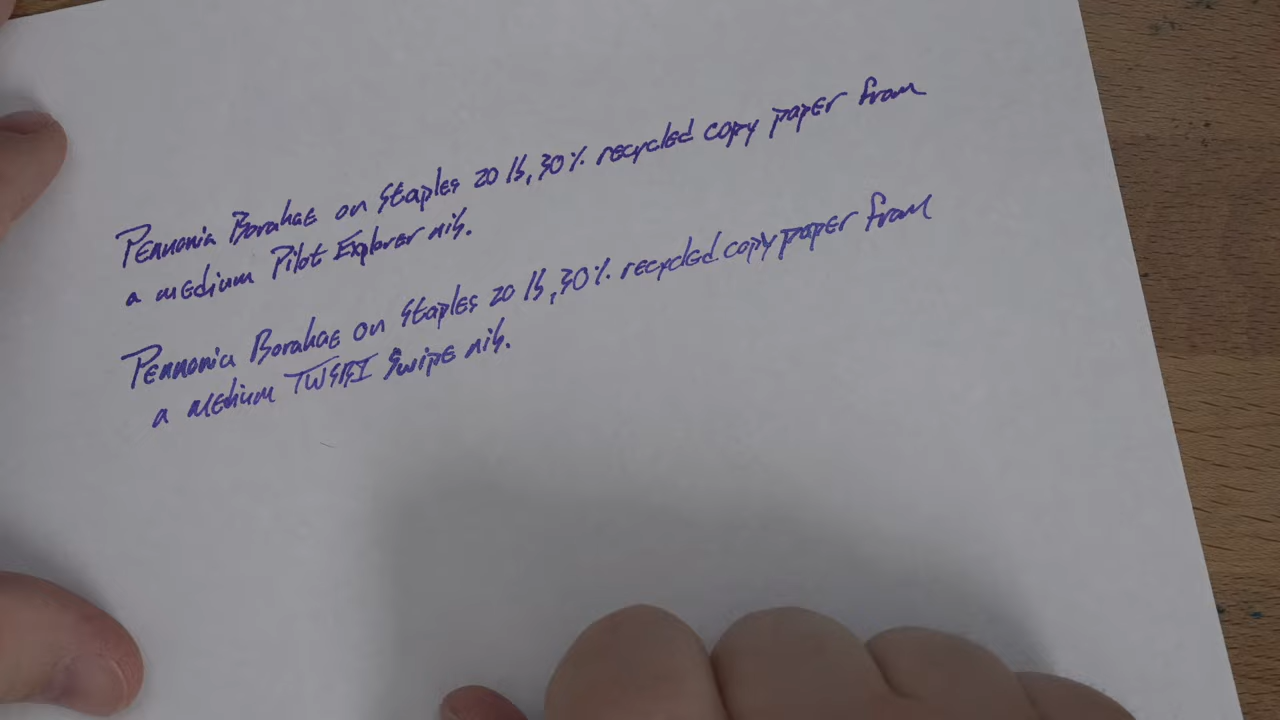 Pennonia Borahae on Staples 20 lb, 30% recycled copy paper from
a medium Pilot Explorer nib.
Pennonia Borahae on Staples 20 lb, 30% recycled copy paper from
a medium TWSBI Swipe nib.